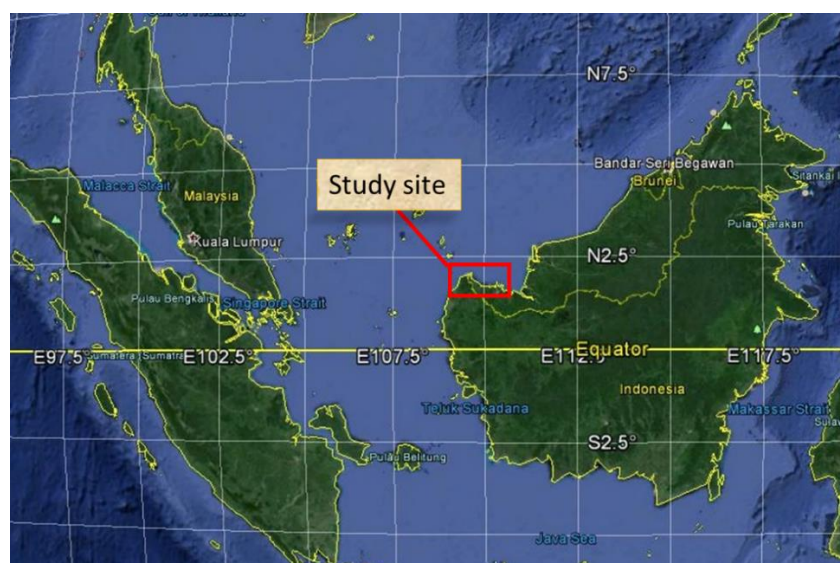 N7.5°
Bandar Seri Begawan
Brunei
Study site
Malacca Strait
Malaysia
Kuala Lumpur
Pulau Tarakan
N2.5°
Pulau Bengkalis
Singapore Strait
E97.5°
Sumatera (Sumatra
E102.5°
E107.5°
E112.5°
Equator
E117.5°
Indonesia
Teluk Sukadana
Makassar Strait
S2.5°
Pulau Belitung
Java Sea